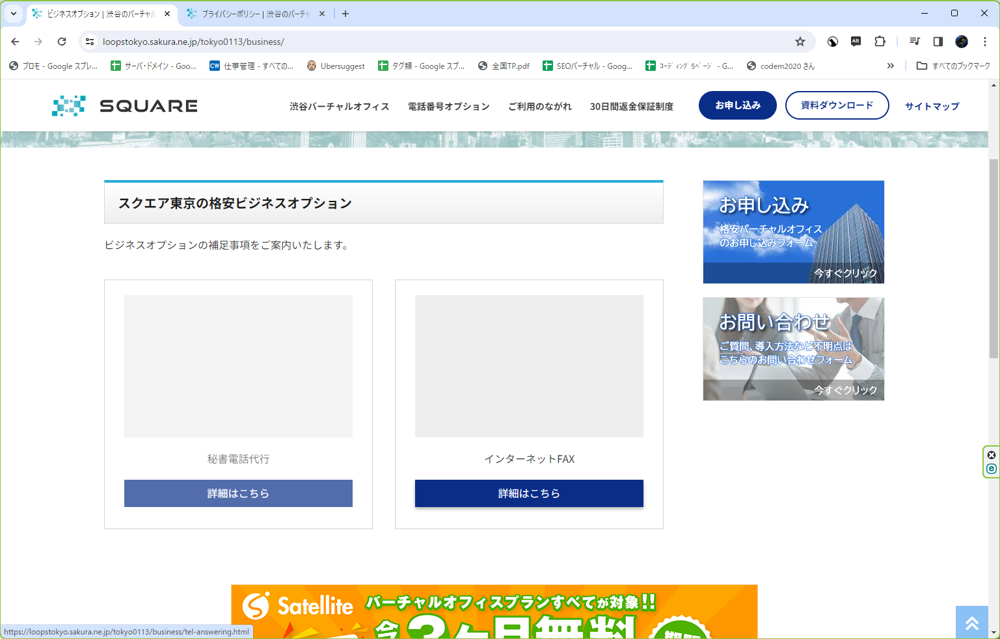 ビジネスオプション | 渋谷のバーチャル
プライバシーポリシー | 渋谷のバーチャ
loopstokyo.sakura.ne.jp/tokyo0113/business/
プロモ - Google スプレ...
サーバ・ドメイン - Goo...
CW 仕事管理 - すべての...
Ubersuggest
タグ類 - Google スプ...
全国TP.pdf
SEOバーチャル - Goog...
コーディング 5ページ - G...
codem2020 さん
すべてのブックマーク
SQUARE
渋谷バーチャルオフィス
電話番号オプション
ご利用のながれ
30日間返金保証制度
お申し込み
資料ダウンロード
サイトマップ
スクエア東京の格安ビジネスオプション
ビジネスオプションの補足事項をご案内いたします。
秘書電話代行
詳細はこちら
インターネットFAX
詳細はこちら
お申し込み
格安バーチャルオフィス
のお申し込みフォーム
今すぐクリック
お問い合わせ
ご質問、導入方法など不明点は
こちらのお問い合わせフォーム
今すぐクリック
Satellite
バーチャルオフィスプランすべてが対象!!
今3ヶ月無料
https://loopstokyo.sakura.ne.jp/tokyo0113/business/tel-answering.html